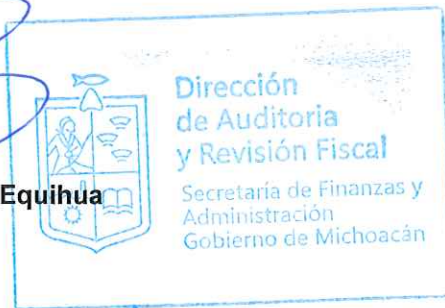 Dirección
de Auditoria
y Revisión Fiscal
Equihua
Secretaría de Finanzas y
Administración
Gobierno de Michoacán